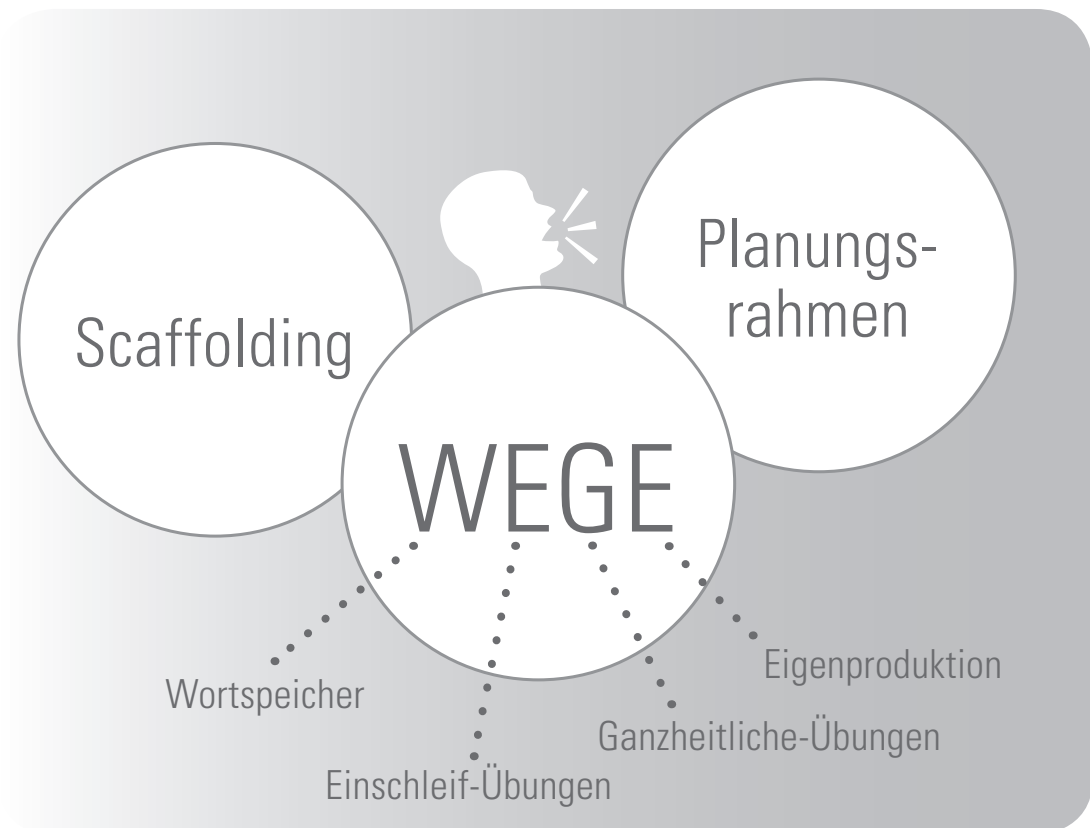 Scaffolding
Planungs-
rahmen
WEGE
Wortspeicher
Einschleif-Übungen
Ganzheitliche-Übungen
Eigenproduktion